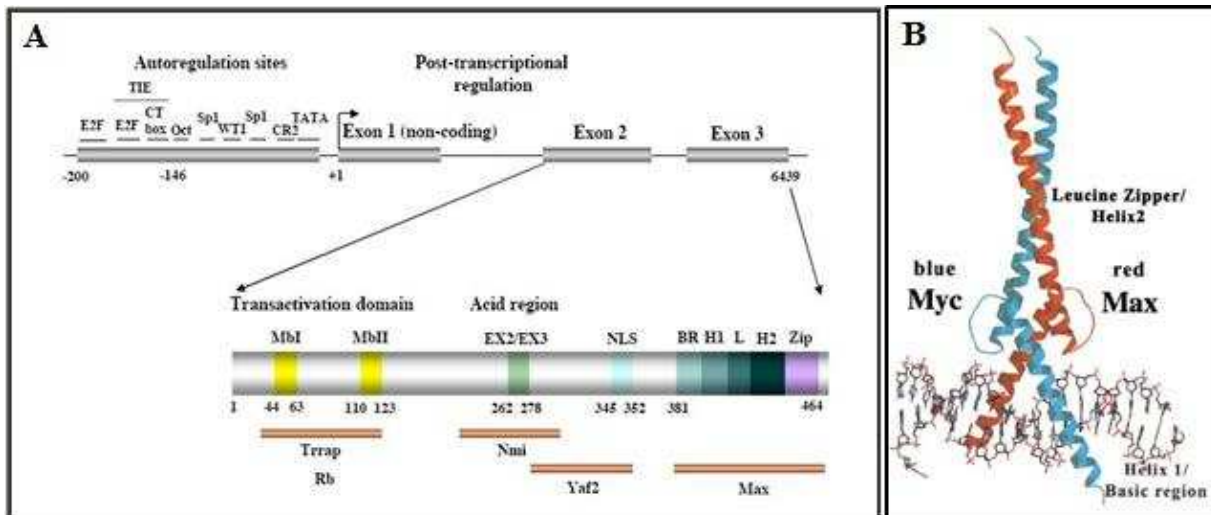 A
Autoregulation sites
Post-transcriptional
regulation
TIE
E2F E2F CT box Oct Sp1 WT1 Sp1 CR2 TATA
Exon 1 (non-coding) Exon 2 Exon 3
-200 -146 +1 6439
Transactivation domain Acid region
MbI MbII EX2/EX3 NLS BR H1 L H2 Zip
1 44 63 110 123 262 278 345 352 381 464
Trrap Nmi
Rb
Yaf2 Max
B
Leucine Zipper/
Helix2
blue red
Myc Max
Helix 1/
Basic region